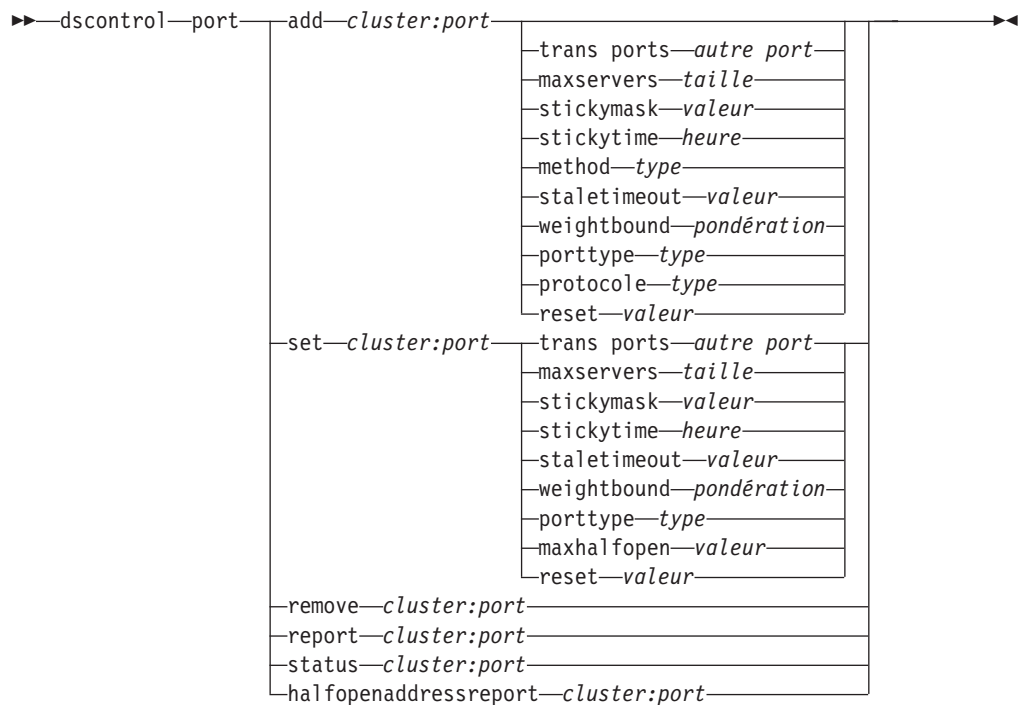 dscontrol port add cluster:port
trans ports autre port
maxservers taille
stickymask valeur
stickytime heure
method type
staletimeout valeur
weightbound pondération
porttype type
protocole type
reset valeur
set cluster:port trans ports autre port
maxservers taille
stickymask valeur
stickytime heure
staletimeout valeur
weightbound pondération
porttype type
maxhalfopen valeur
reset valeur
remove cluster:port
report cluster:port
status cluster:port
halfopenaddressreport cluster:port